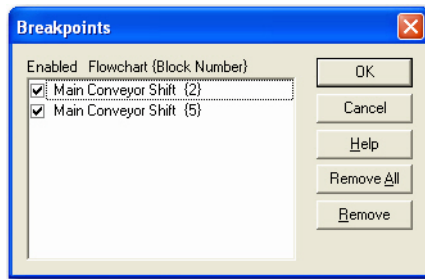 Breakpoints
Enabled Flowchart {Block Number}
Main Conveyor Shift {2}
Main Conveyor Shift {5}
OK
Cancel
Help
Remove All
Remove